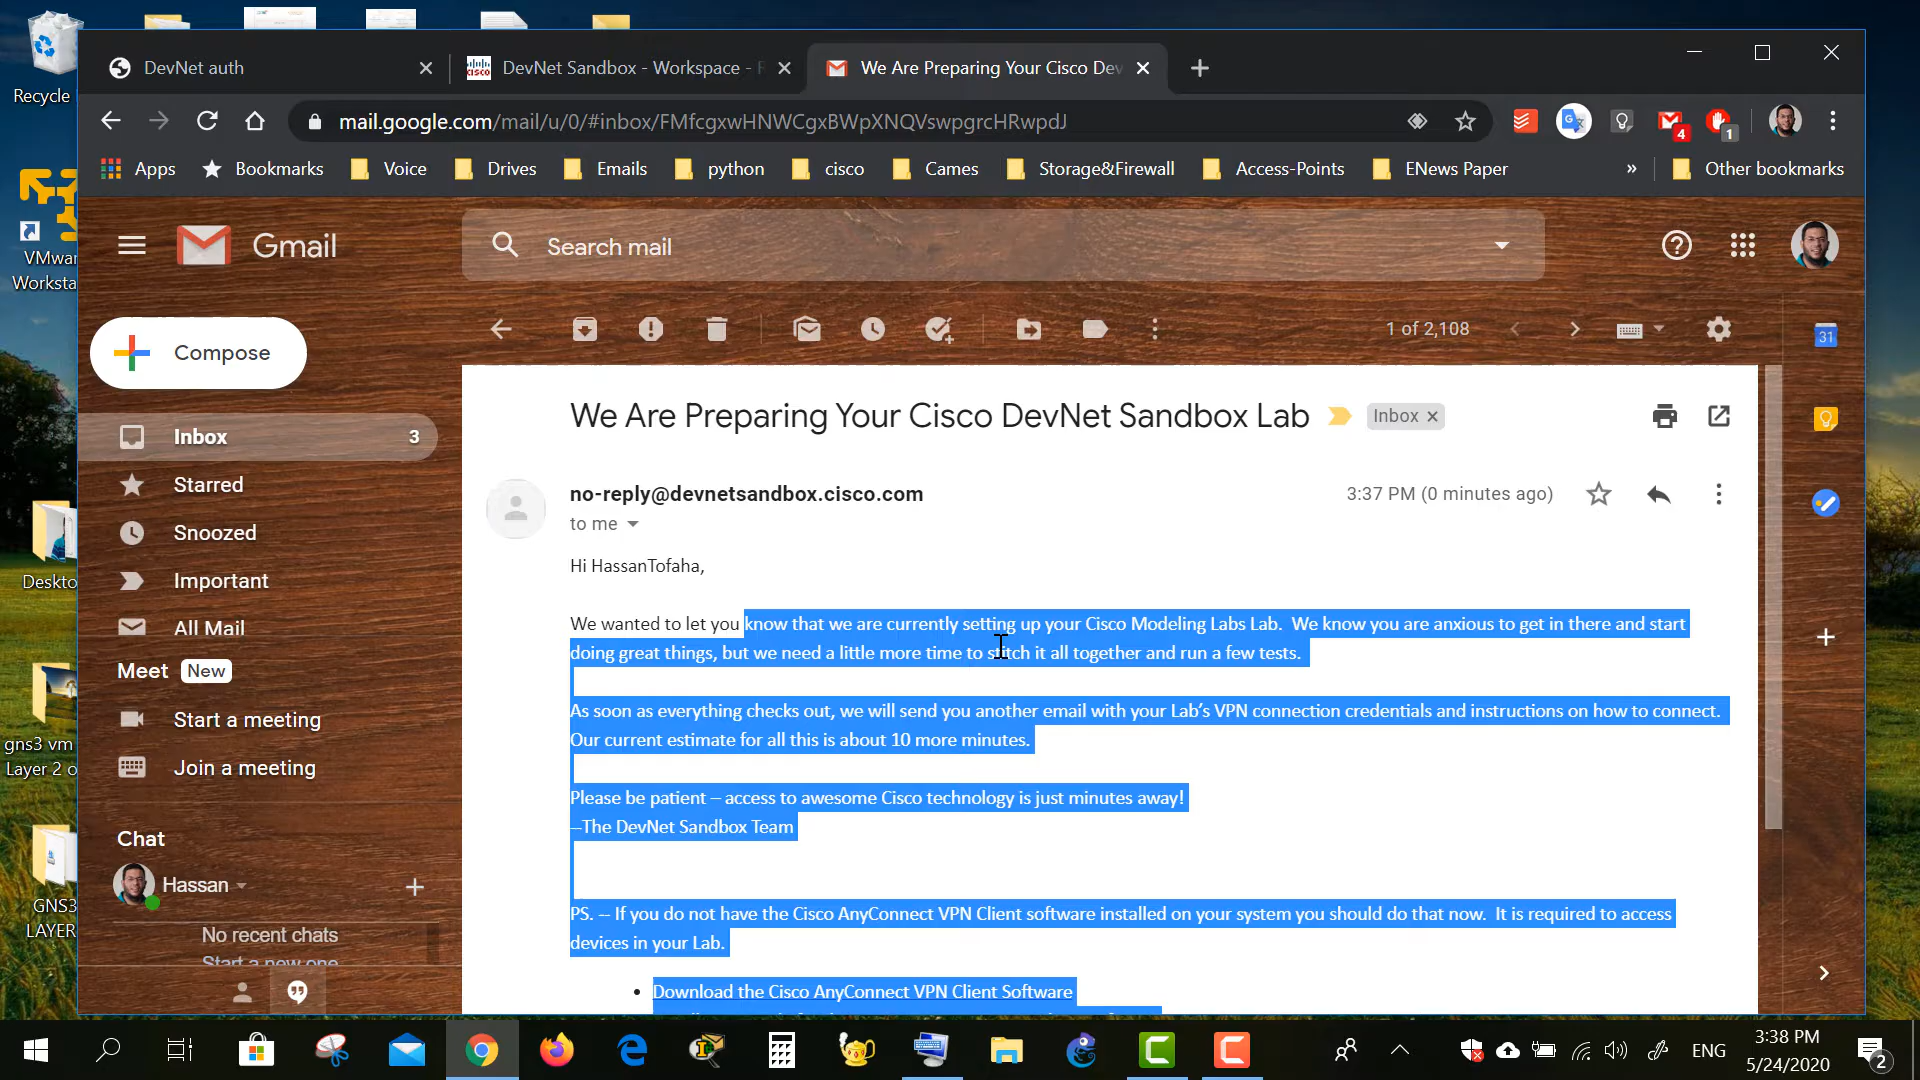 Recycle
VMwar
Worksta
Deskto
gns3 vm
Layer 2 o
GNS3
LAYER
DevNet auth
cisco
DevNet Sandbox - Workspace -
We Are Preparing Your Cisco Dev
mail.google.com/mail/u/0/#inbox/FMfcgxwHNWCgxBWpXNQVswpgrcHRwpdJ
4
1
Apps
Bookmarks
Voice
Drives
Emails
python
cisco
Cames
Storage&Firewall
Access-Points
ENews Paper
»
Other bookmarks
Gmail
Search mail
Compose
1 of 2,108
31
Inbox
3
Starred
Snoozed
Important
All Mail
Meet
New
Start a meeting
Join a meeting
Chat
Hassan
No recent chats
Start a new one
We Are Preparing Your Cisco DevNet Sandbox Lab
Inbox ×
no-reply@devnetsandbox.cisco.com
3:37 PM (0 minutes ago)
to me
Hi HassanTofaha,
We wanted to let you know that we are currently setting up your Cisco Modeling Labs Lab.  We know you are anxious to get in there and start
doing great things, but we need a little more time to stitch it all together and run a few tests.
As soon as everything checks out, we will send you another email with your Lab’s VPN connection credentials and instructions on how to connect.
Our current estimate for all this is about 10 more minutes.
Please be patient – access to awesome Cisco technology is just minutes away!
–The DevNet Sandbox Team
PS. – If you do not have the Cisco AnyConnect VPN Client software installed on your system you should do that now.  It is required to access
devices in your Lab.
• Download the Cisco AnyConnect VPN Client Software
ENG
3:38 PM
5/24/2020
2